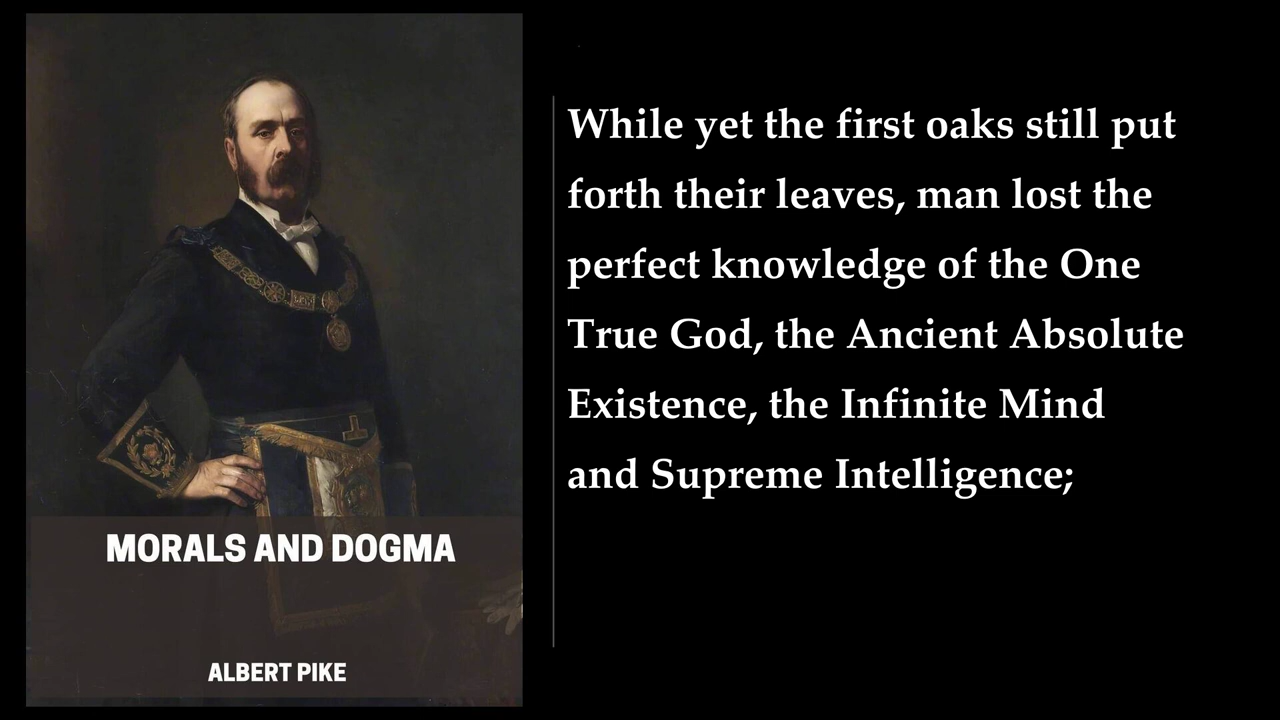 While yet the first oaks still put
forth their leaves, man lost the
perfect knowledge of the One
True God, the Ancient Absolute
Existence, the Infinite Mind
and Supreme Intelligence;
MORALS AND DOGMA
ALBERT PIKE